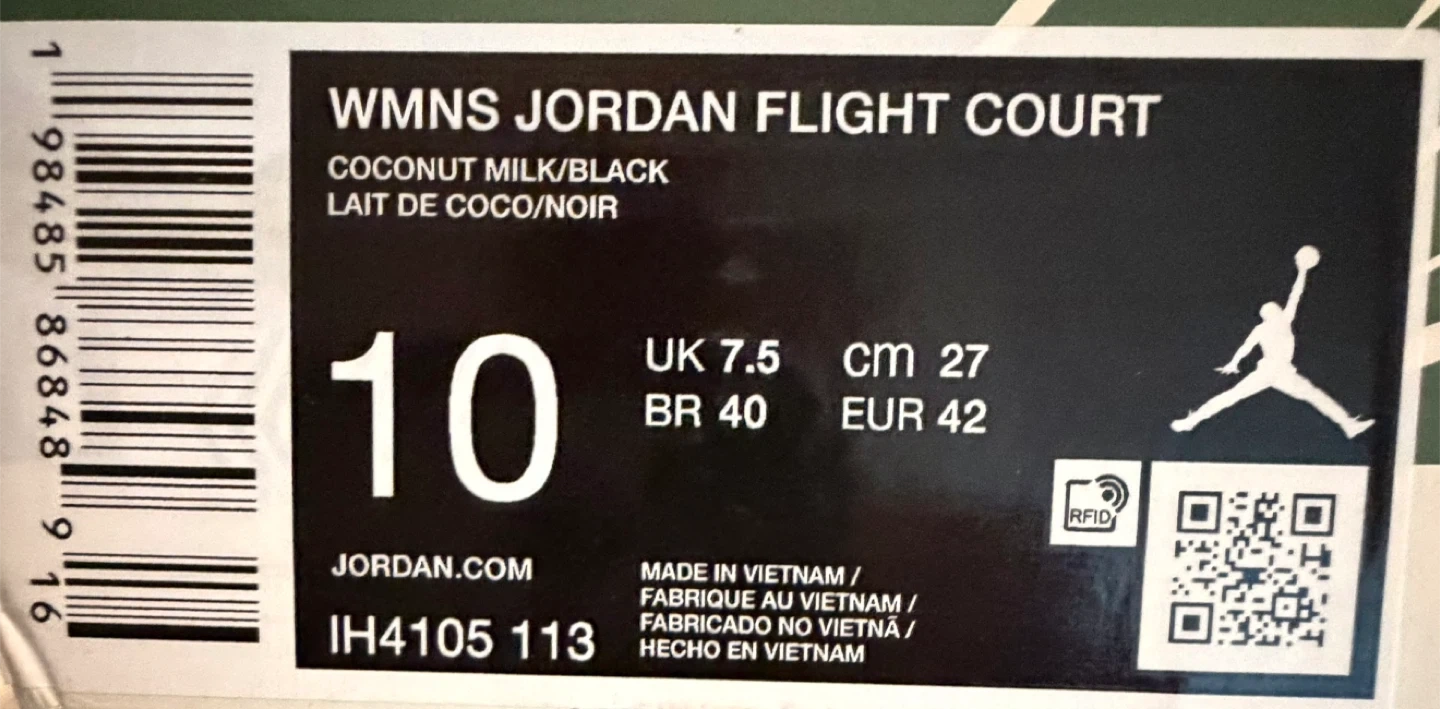 1 98485 86848 9 16
WMNS JORDAN FLIGHT COURT
COCONUT MILK/BLACK
LAIT DE COCO/NOIR
10
UK 7.5 cm 27
BR 40 EUR 42
RFID
JORDAN.COM
IH4105 113
MADE IN VIETNAM /
FABRIQUE AU VIETNAM /
FABRICADO NO VIETNÃ /
HECHO EN VIETNAM